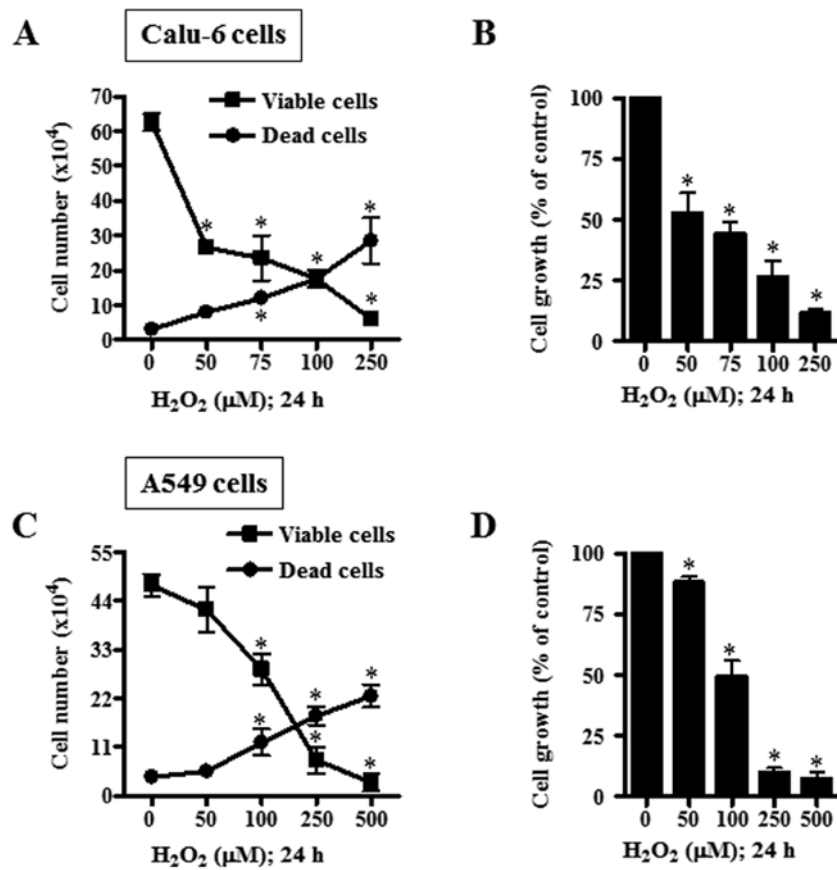 A
Calu-6 cells
Cell number (x10⁴)
70
60
50
40
30
20
10
0
Viable cells
Dead cells
*
*
*
*
*
*
0 50 75 100 250
H₂O₂ (μM); 24 h
B
Cell growth (% of control)
100
75
50
25
0
*
*
*
*
0 50 75 100 250
H₂O₂ (μM); 24 h
A549 cells
C
Cell number (x10⁴)
55
44
33
22
11
0
Viable cells
Dead cells
*
*
*
*
*
*
0 50 100 250 500
H₂O₂ (μM); 24 h
D
Cell growth (% of control)
100
75
50
25
0
*
*
*
*
0 50 100 250 500
H₂O₂ (μM); 24 h